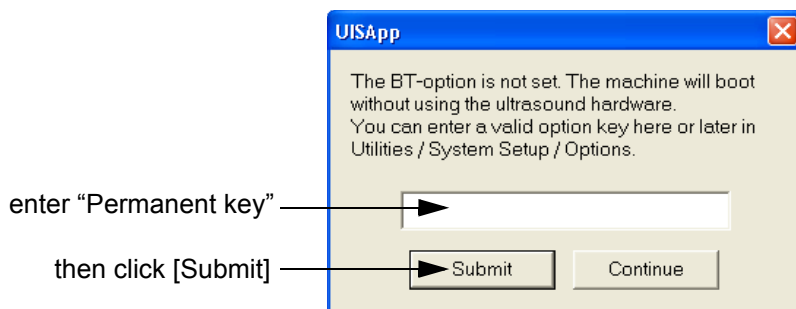 UISApp
The BT-option is not set. The machine will boot
without using the ultrasound hardware.
You can enter a valid option key here or later in
Utilities / System Setup / Options.
enter “Permanent key”
then click [Submit]
Submit
Continue